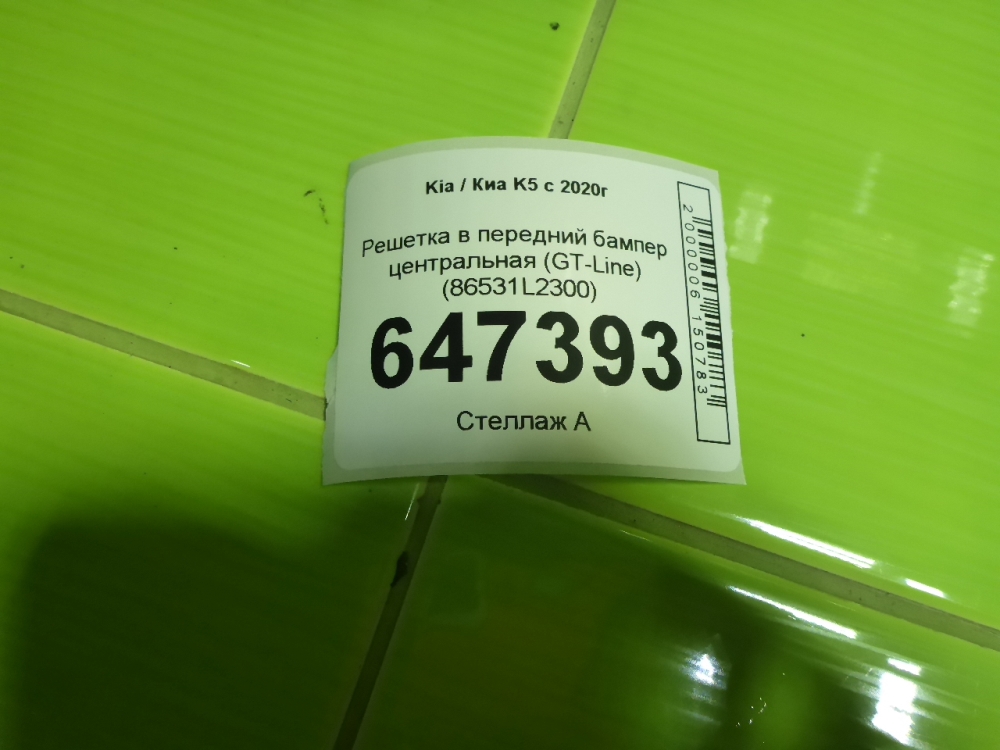 Kia / Киа K5 с 2020г
Решетка в передний бампер
центральная (GT-Line)
(86531L2300)
647393
Стеллаж А
2000006150783